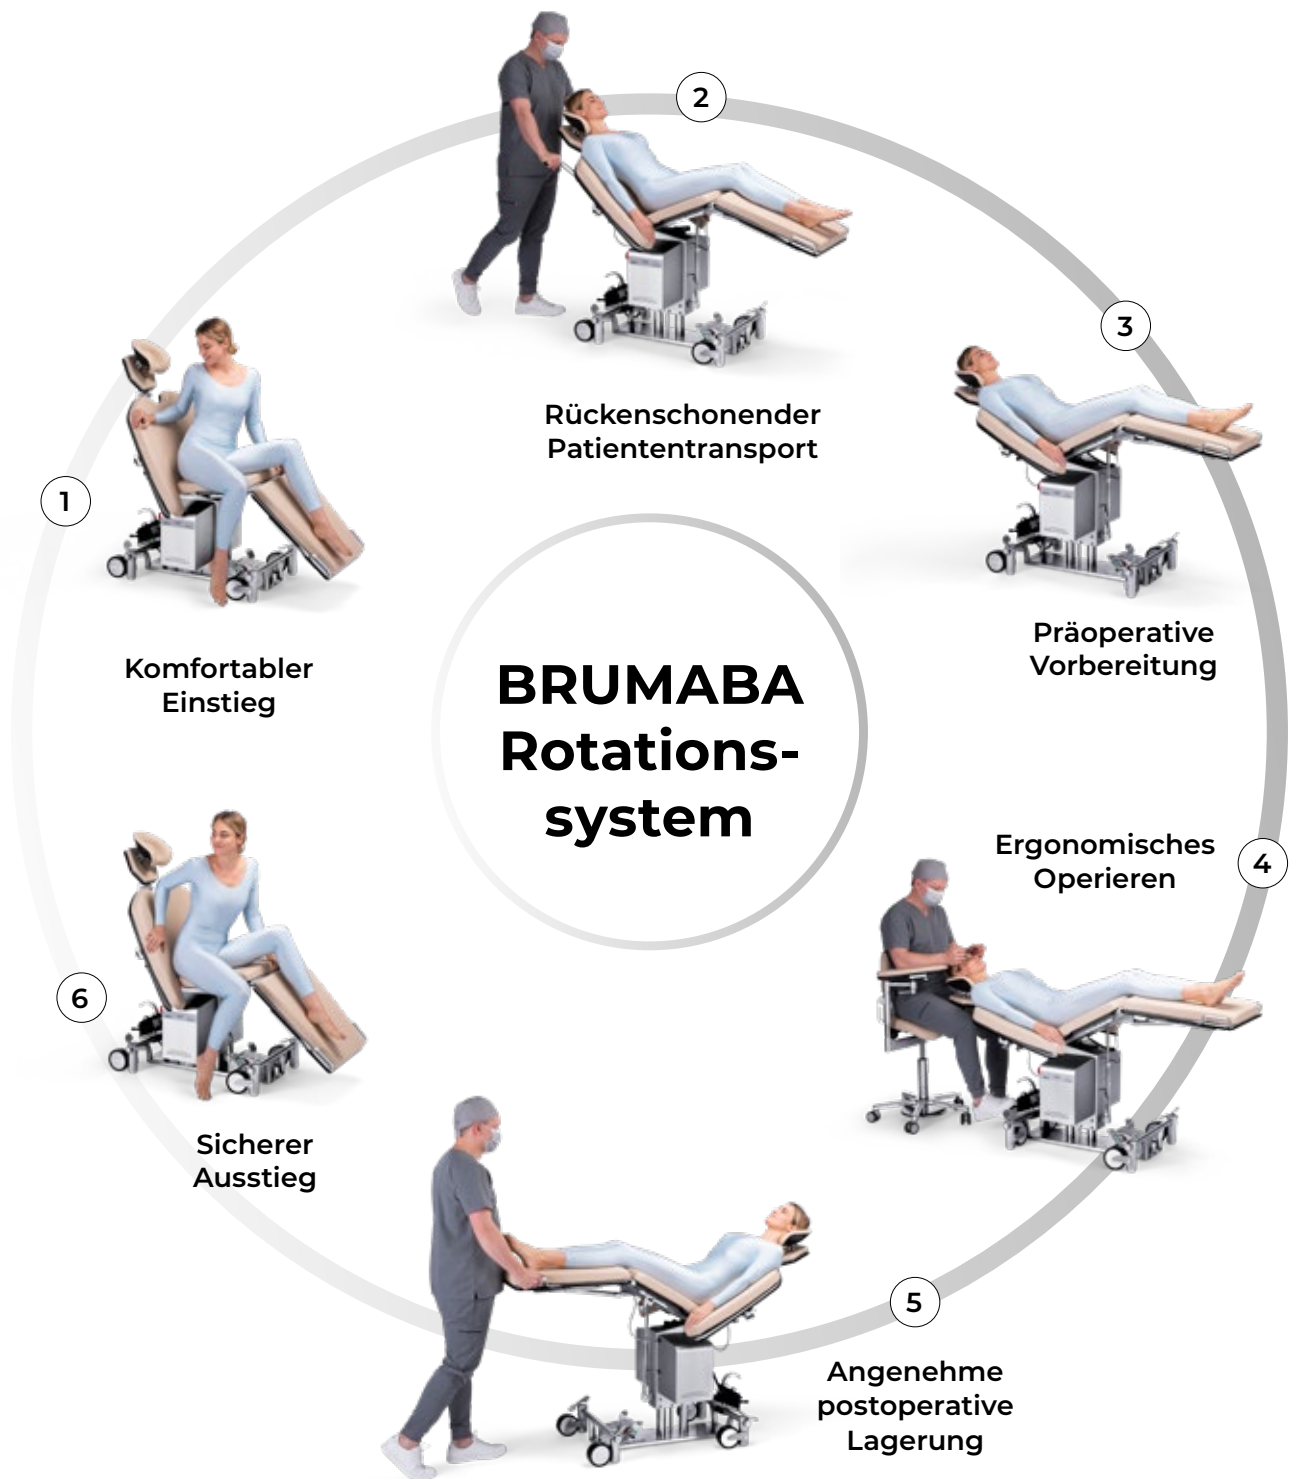 BRUMABA
Rotations-
system
1
Komfortabler
Einstieg
2
Rückenschonender
Patiententransport
3
Präoperative
Vorbereitung
4
Ergonomisches
Operieren
5
Angenehme
postoperative
Lagerung
6
Sicherer
Ausstieg